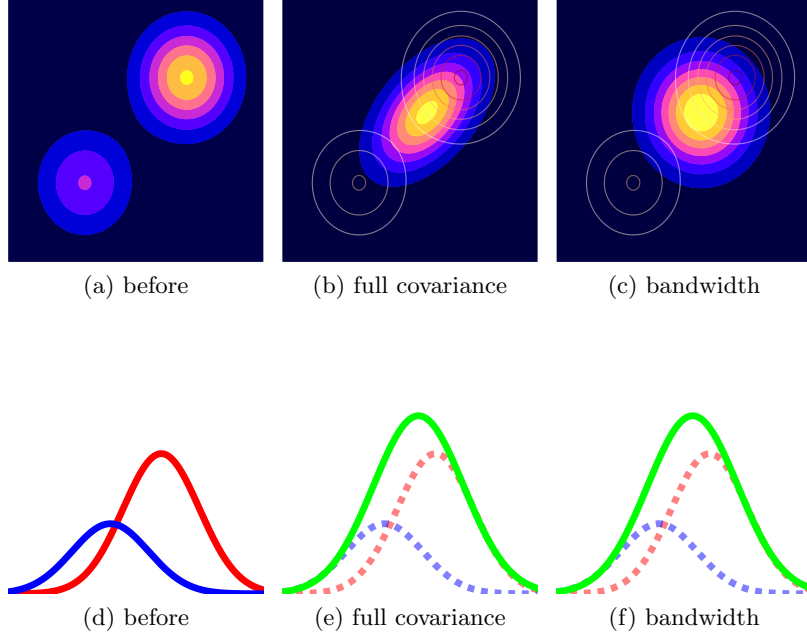 (a) before
(b) full covariance
(c) bandwidth
(d) before
(e) full covariance
(f) bandwidth